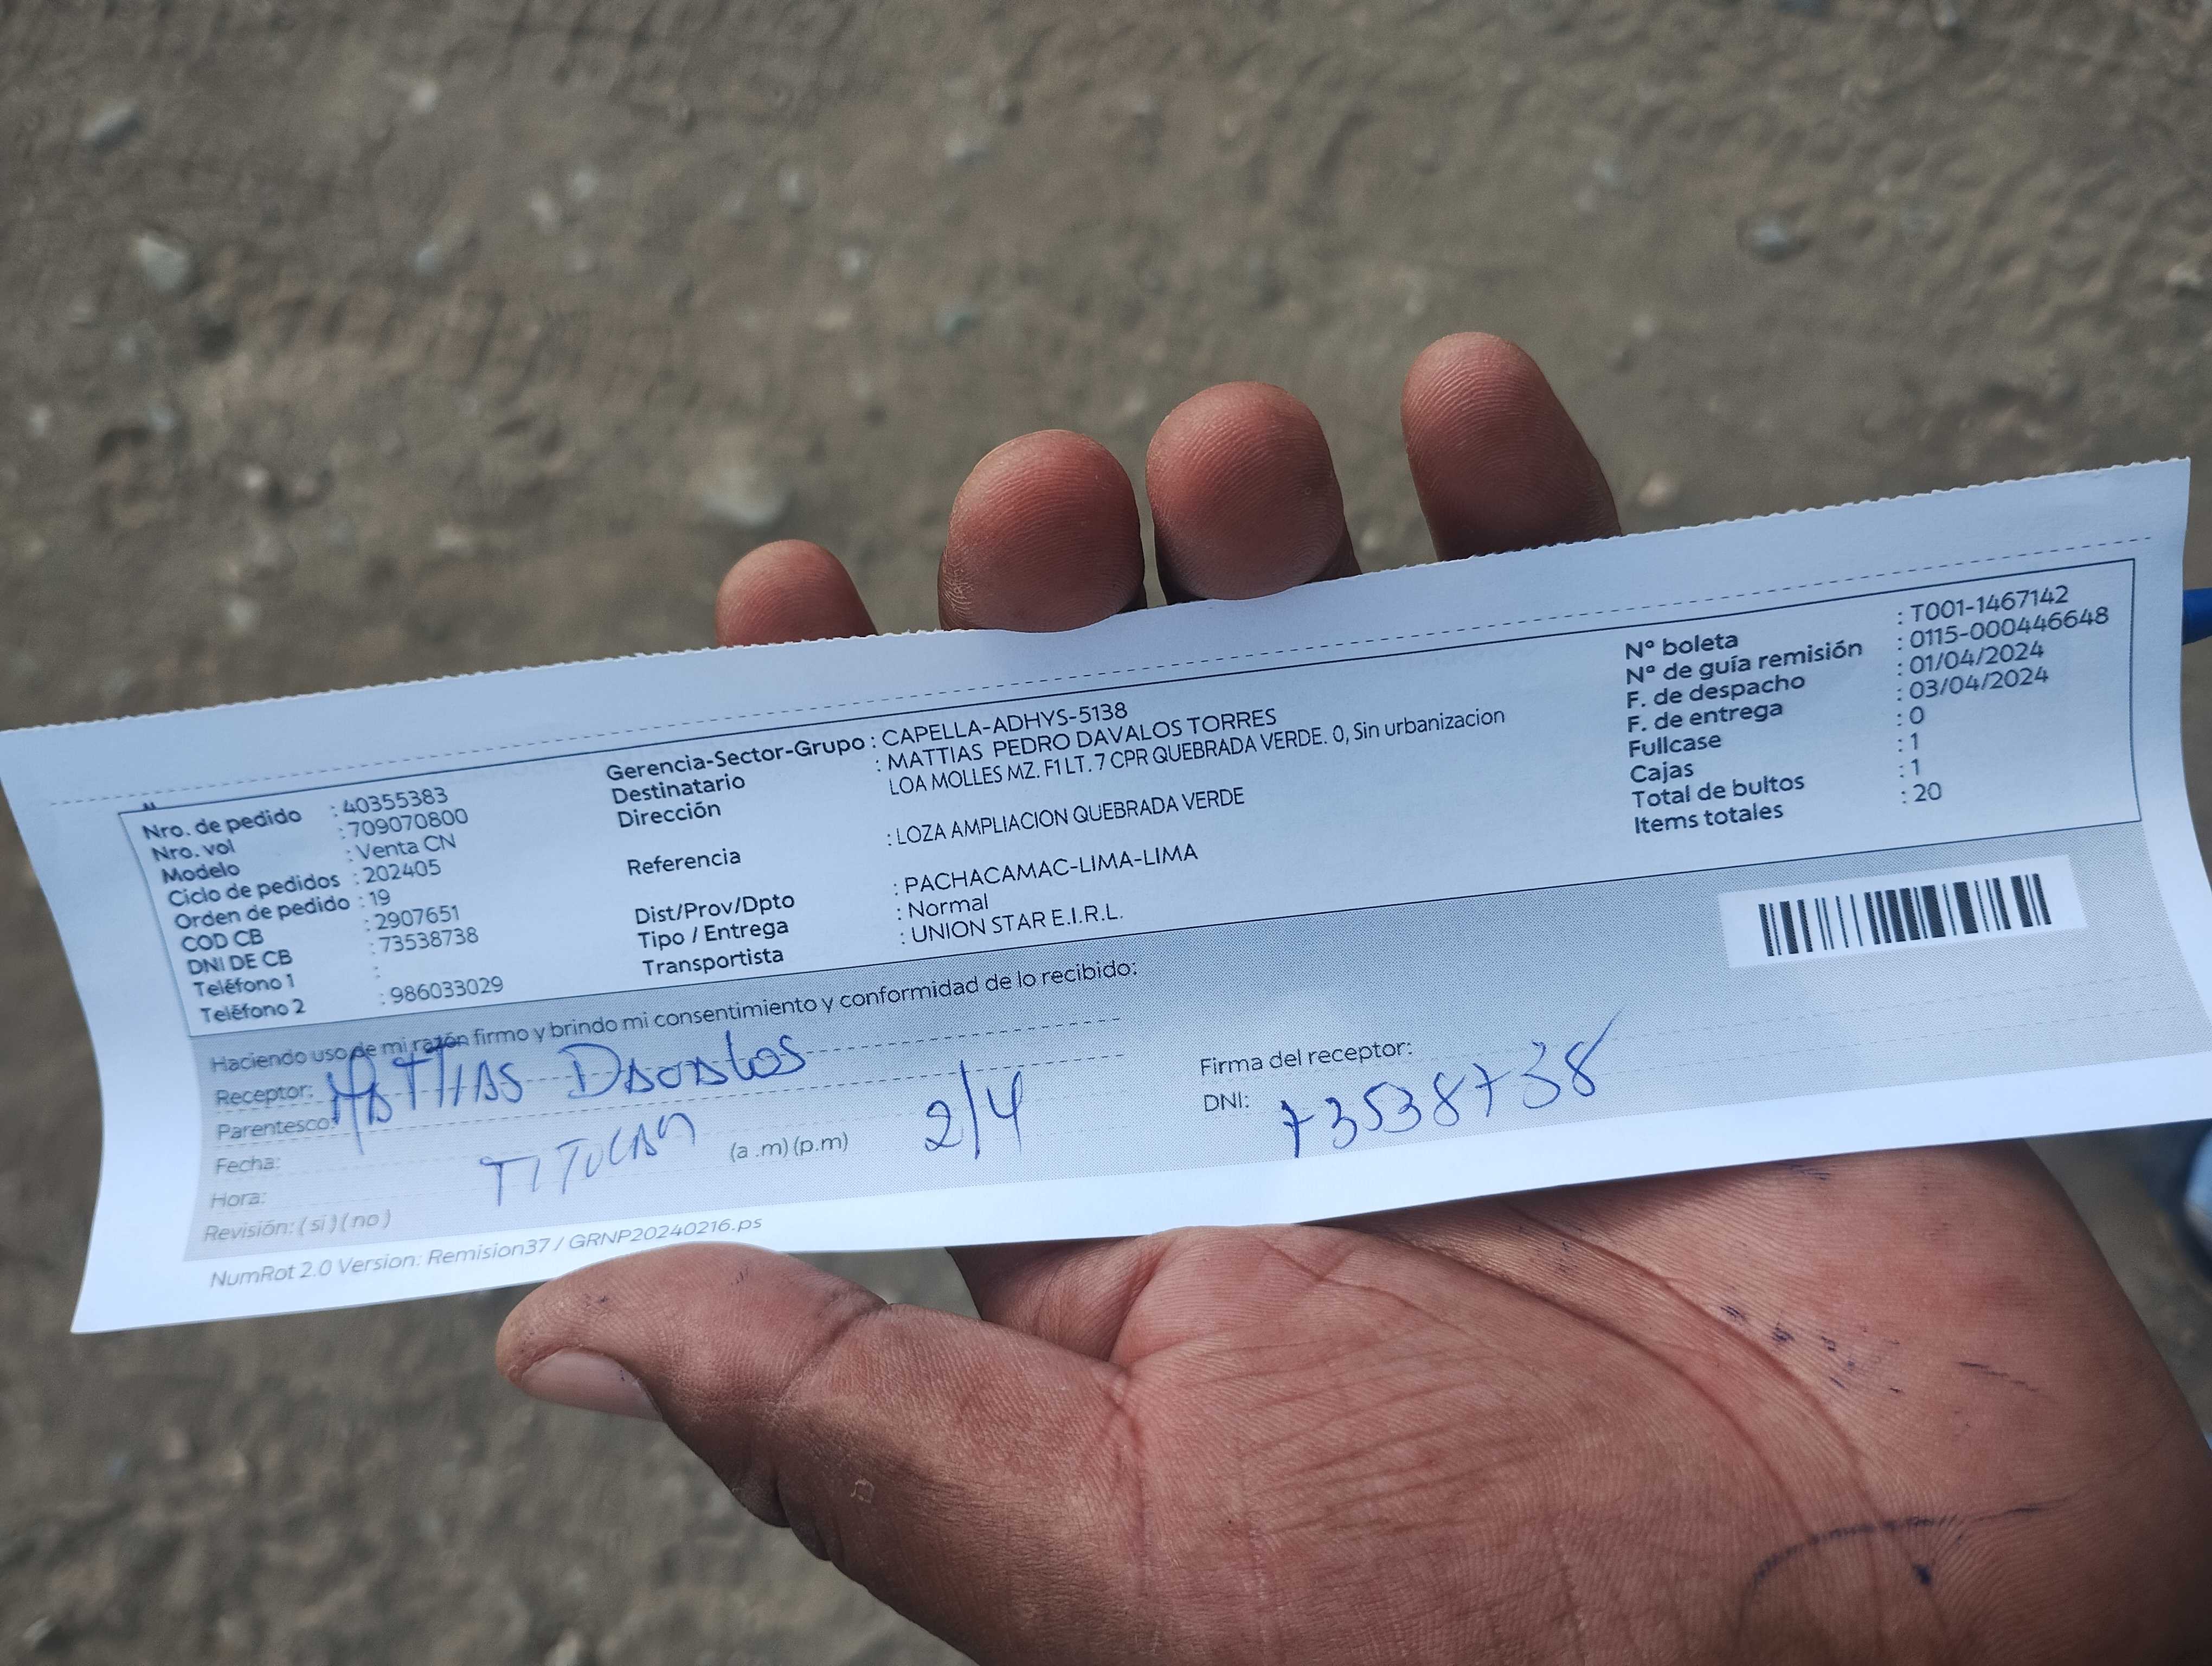 Nro. de pedido : 40355383
Nro. vol : 709070800
Modelo : Venta CN
Ciclo de pedidos : 202405
Orden de pedido : 19
COD CB : 2907651
DNI DE CB : 73538738
Teléfono 1 :
Teléfono 2 : 986033029
Gerencia-Sector-Grupo : CAPELLA-ADHYS-5138
Destinatario : MATTIAS PEDRO DAVALOS TORRES
Dirección LOA MOLLES MZ. F1 LT. 7 CPR QUEBRADA VERDE. 0, Sin urbanizacion
Referencia : LOZA AMPLIACION QUEBRADA VERDE
Dist/Prov/Dpto : PACHACAMAC-LIMA-LIMA
Tipo / Entrega : Normal
Transportista : UNION STAR E.I.R.L.
Nº boleta : T001-1467142
Nº de guía remisión : 0115-000446648
F. de despacho : 01/04/2024
F. de entrega : 03/04/2024
Fullcase : 0
Cajas : 1
Total de bultos : 1
Items totales : 20
Haciendo uso de mi razón firmo y brindo mi consentimiento y conformidad de lo recibido:
Receptor: MATTIAS DAVALOS
Parentesco:
Fecha: TITULAR (a .m) (p.m) 2/4
Hora:
Revisión: ( si ) ( no )
Firma del receptor:
DNI: 73538738
NumRot 2.0 Version: Remision37 / GRNP20240216.ps